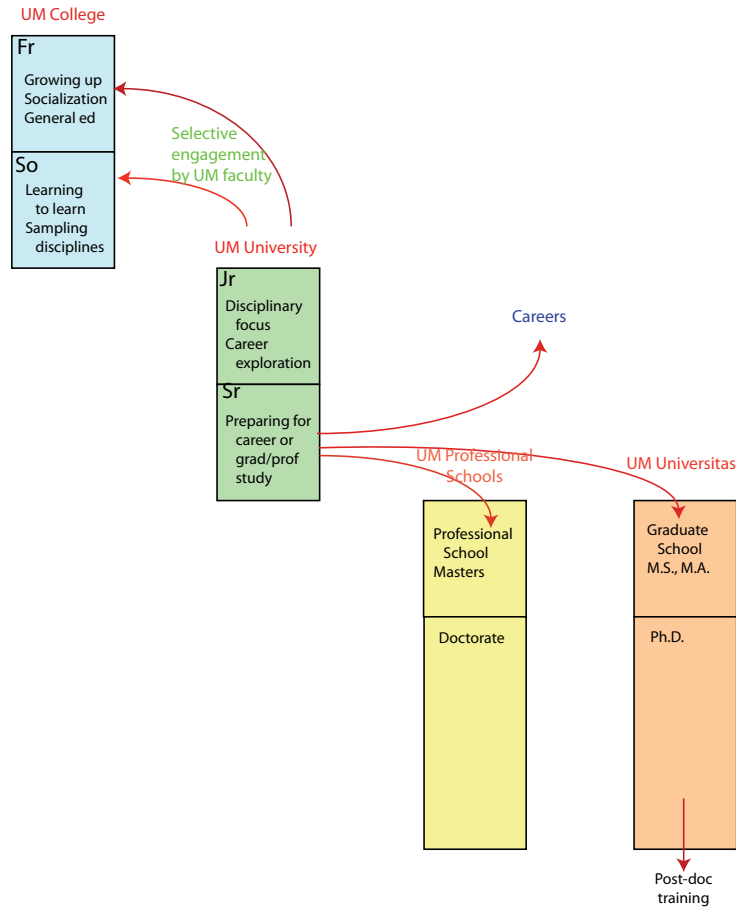 UM College
Fr
Growing up
Socialization
General ed
So
Learning
to learn
Sampling
disciplines
Selective
engagement
by UM faculty
UM University
Jr
Disciplinary
focus
Career
exploration
Sr
Preparing for
career or
grad/prof
study
Careers
UM Professional
Schools
Professional
School
Masters
Doctorate
UM Universitas
Graduate
School
M.S., M.A.
Ph.D.
Post-doc
training